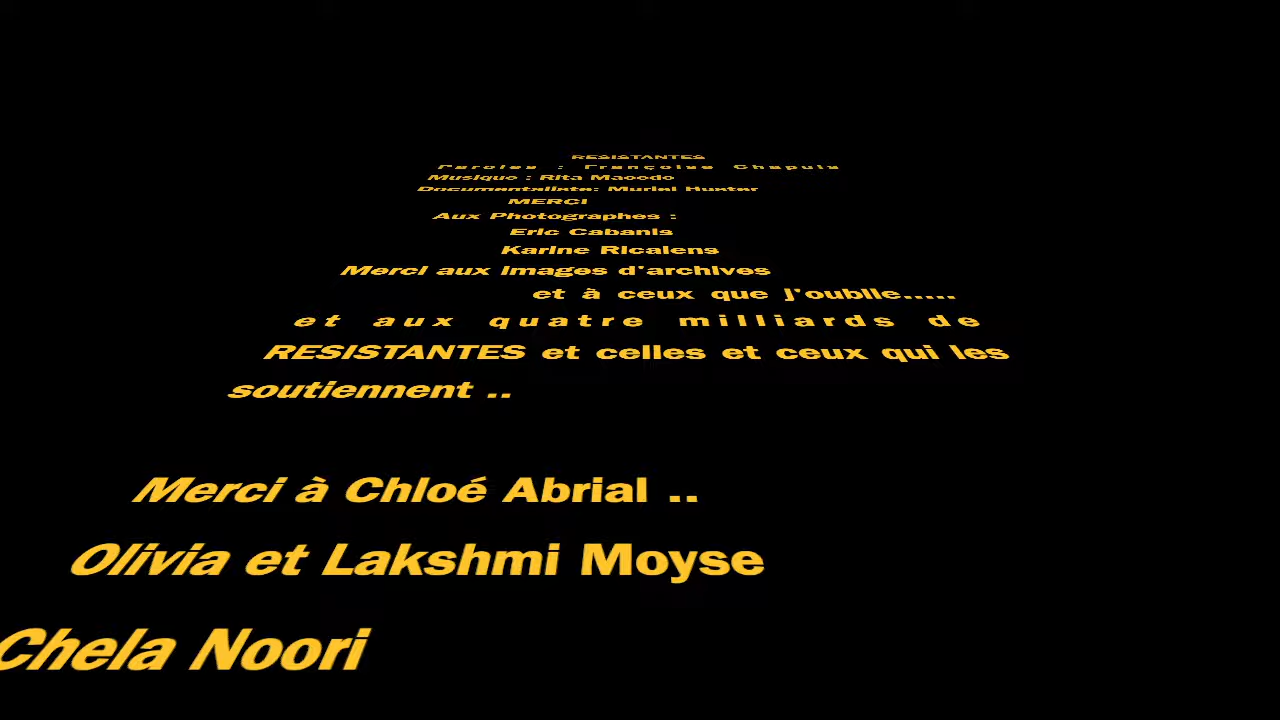 RESISTANTES
Paroles : Françoise Chapuis
Musique : Rita Macedo
Documentaliste: Muriel Hunter
MERCI
Aux Photographes :
Eric Cabanis
Karine Ricalens
Merci aux images d'archives
et à ceux que j'oublie.....
et aux quatre milliards de
RESISTANTES et celles et ceux qui les
soutiennent ..
Merci à Chloé Abrial ..
Olivia et Lakshmi Moyse
Chela Noori